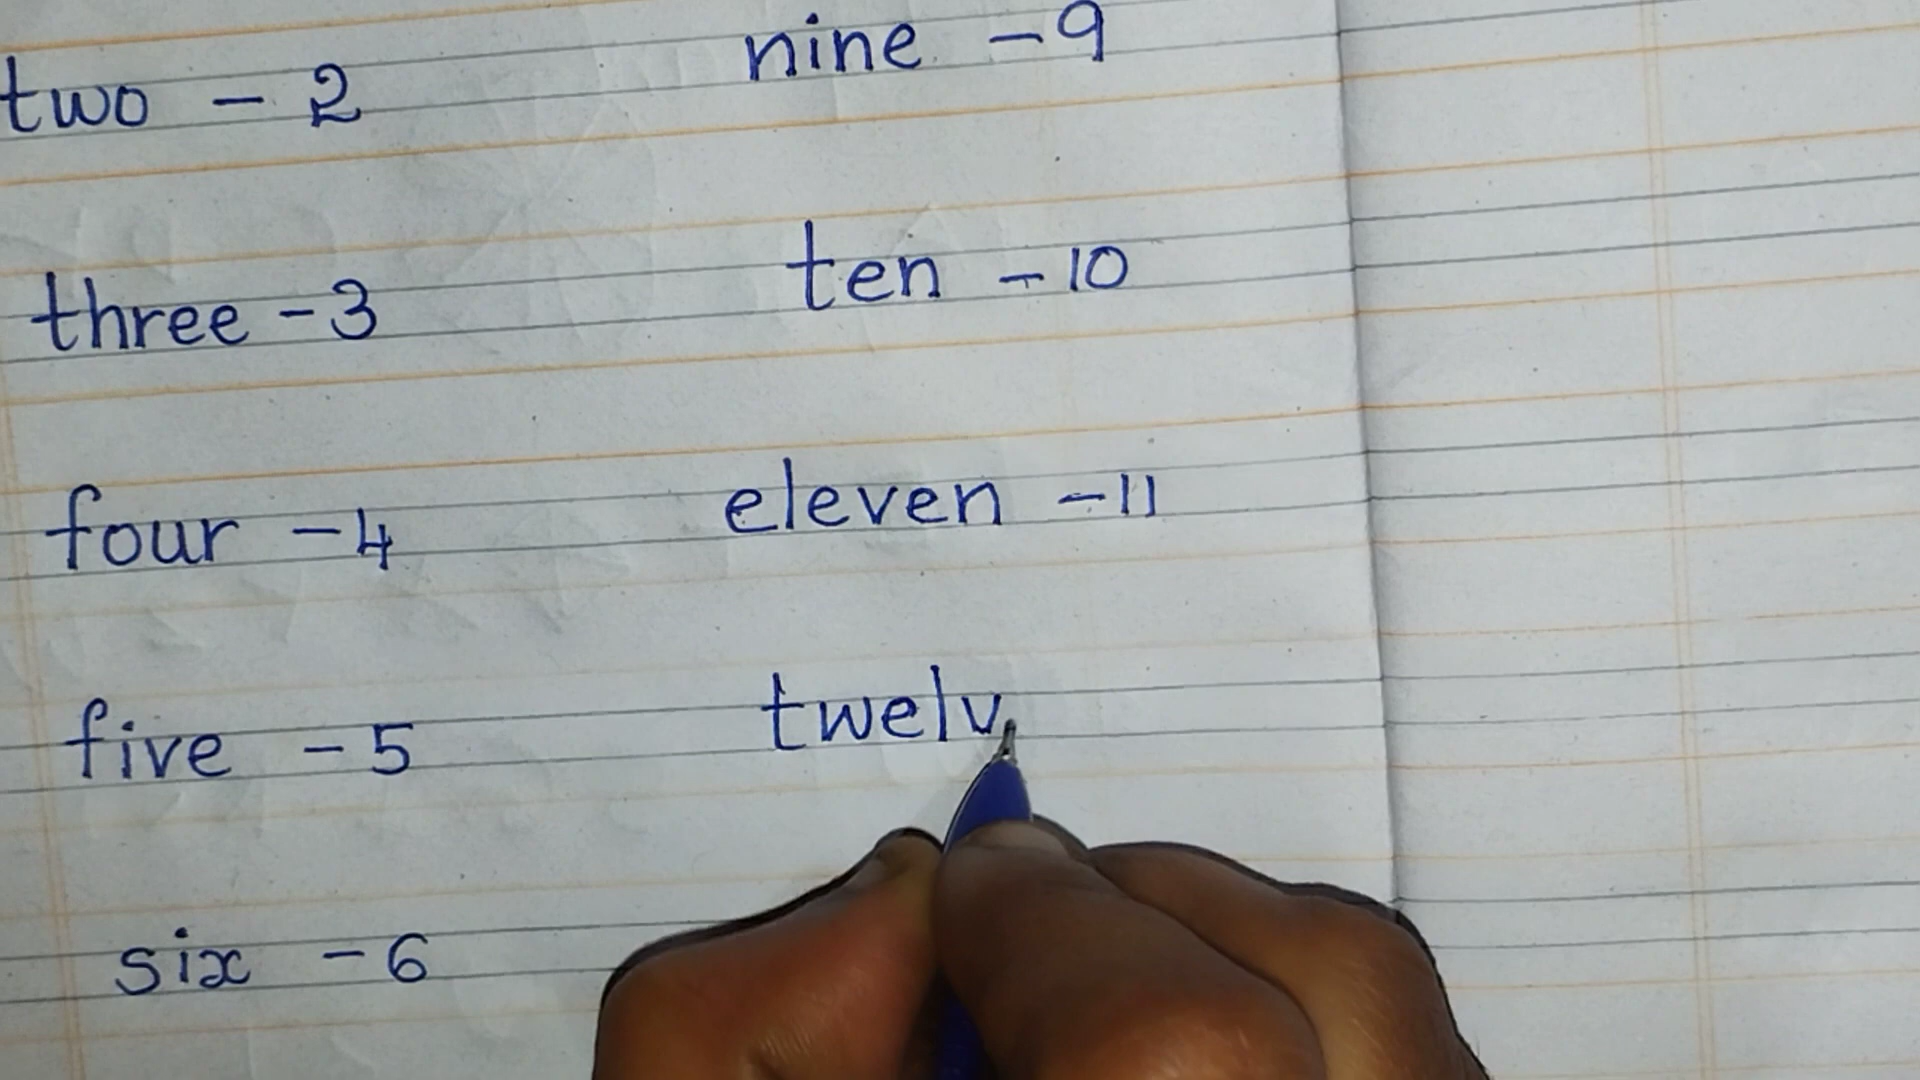 two - 2
three - 3
four - 4
five - 5
six - 6
nine - 9
ten - 10
eleven - 11
twelv